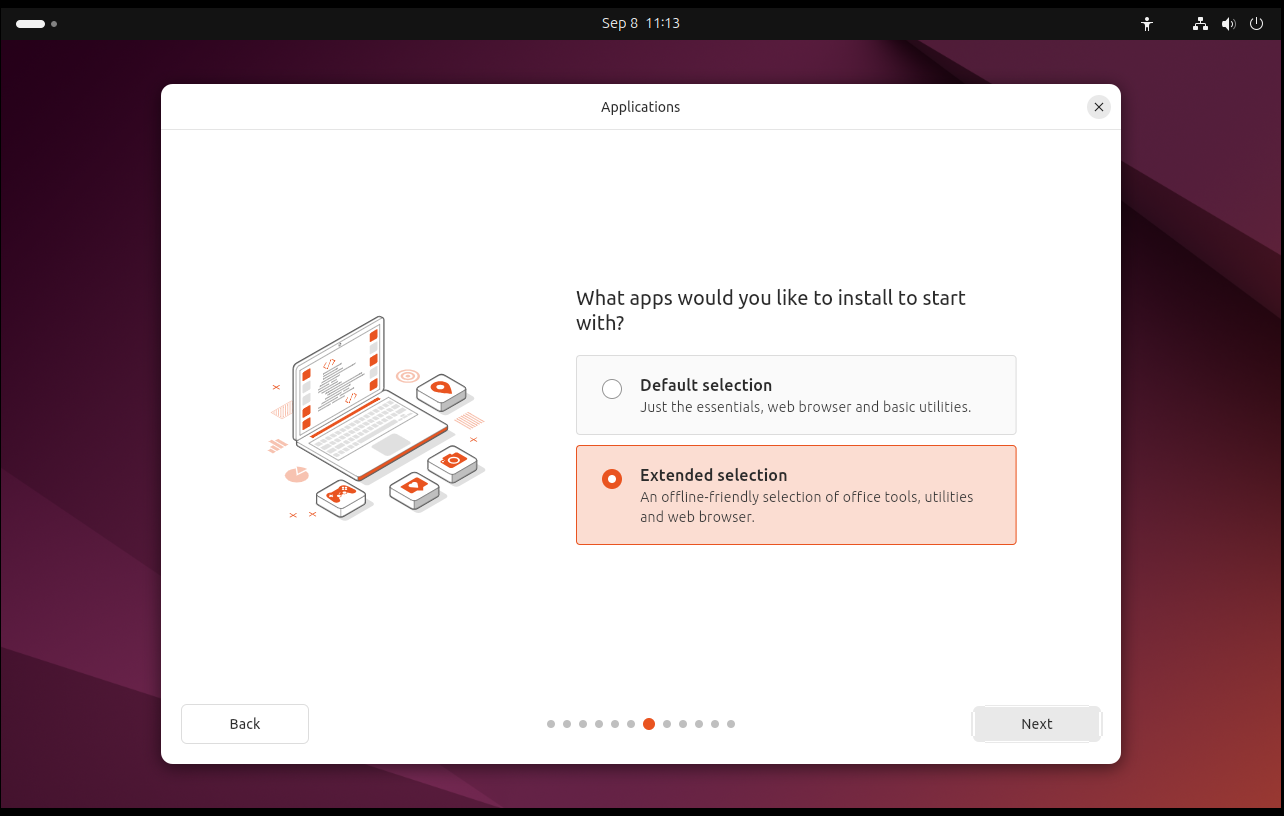 Sep 8 11:13
Applications
What apps would you like to install to start
with?
Default selection
Just the essentials, web browser and basic utilities.
Extended selection
An offline-friendly selection of office tools, utilities
and web browser.
Back
Next